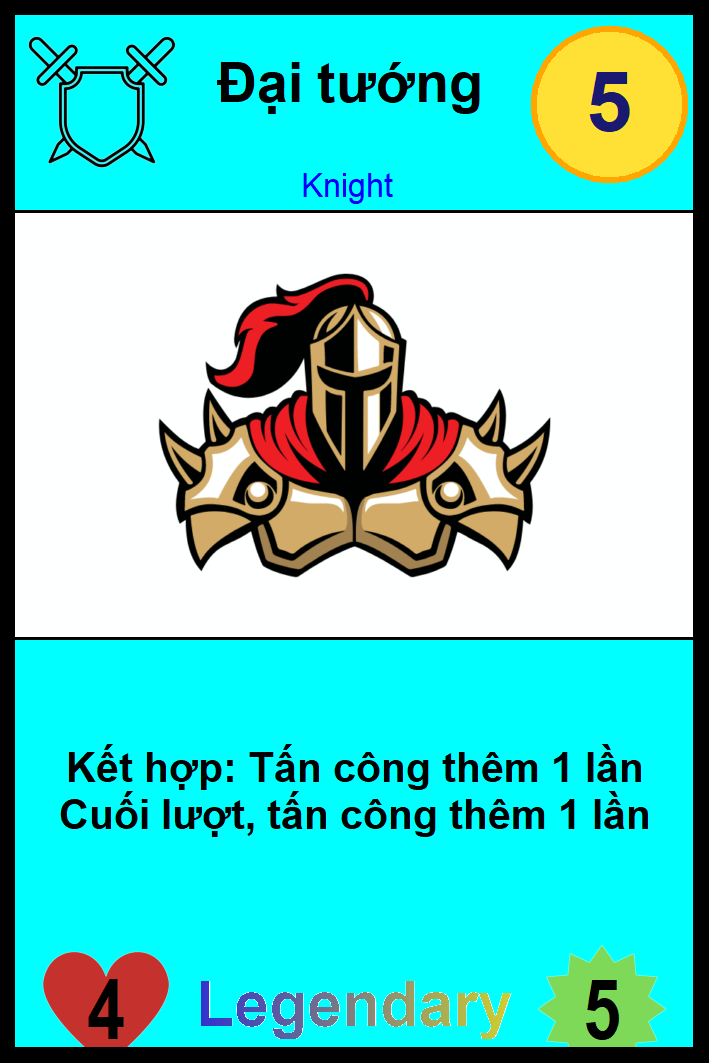 Đại tướng
5
Knight
Kết hợp: Tấn công thêm 1 lần
Cuối lượt, tấn công thêm 1 lần
4
Legendary
5